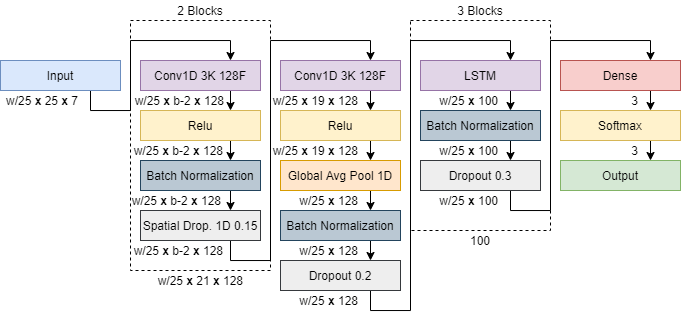 2 Blocks
3 Blocks
Input
w/25 x 25 x 7
Conv1D 3K 128F
w/25 x b-2 x 128
Relu
w/25 x b-2 x 128
Batch Normalization
w/25 x b-2 x 128
Spatial Drop. 1D 0.15
w/25 x b-2 x 128
w/25 x 21 x 128
Conv1D 3K 128F
w/25 x 19 x 128
Relu
w/25 x 19 x 128
Global Avg Pool 1D
w/25 x 128
Batch Normalization
w/25 x 128
Dropout 0.2
w/25 x 128
LSTM
w/25 x 100
Batch Normalization
w/25 x 100
Dropout 0.3
w/25 x 100
100
Dense
3
Softmax
3
Output